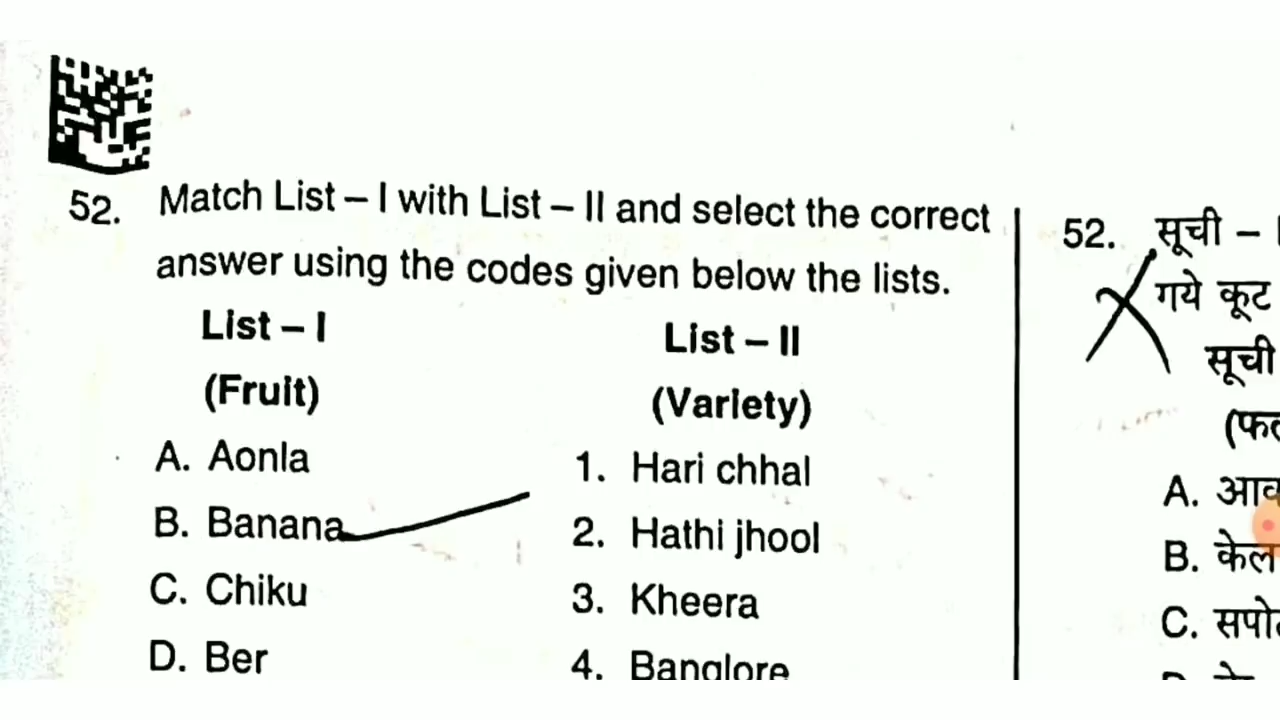 52. Match List – I with List – II and select the correct
answer using the codes given below the lists.
List – I List – II
(Fruit) (Variety)
A. Aonla 1. Hari chhal
B. Banana 2. Hathi jhool
C. Chiku 3. Kheera
D. Ber 4. Banglore
52. सूची – I
गये कूट
सूची
(फल
A. आव
B. केल
C. सपो